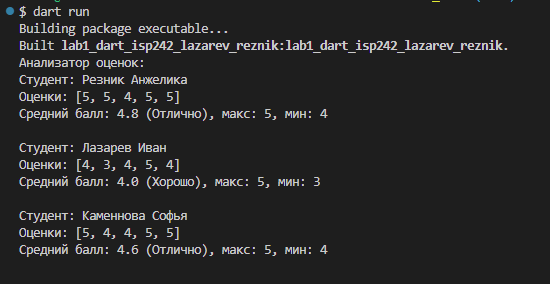 $ dart run
Building package executable...
Built lab1_dart_isp242_lazarev_reznik:lab1_dart_isp242_lazarev_reznik.
Анализатор оценок:
Студент: Резник Анжелика
Оценки: [5, 5, 4, 5, 5]
Средний балл: 4.8 (Отлично), макс: 5, мин: 4
Студент: Лазарев Иван
Оценки: [4, 3, 4, 5, 4]
Средний балл: 4.0 (Хорошо), макс: 5, мин: 3
Студент: Каменнова Софья
Оценки: [5, 4, 4, 5, 5]
Средний балл: 4.6 (Отлично), макс: 5, мин: 4